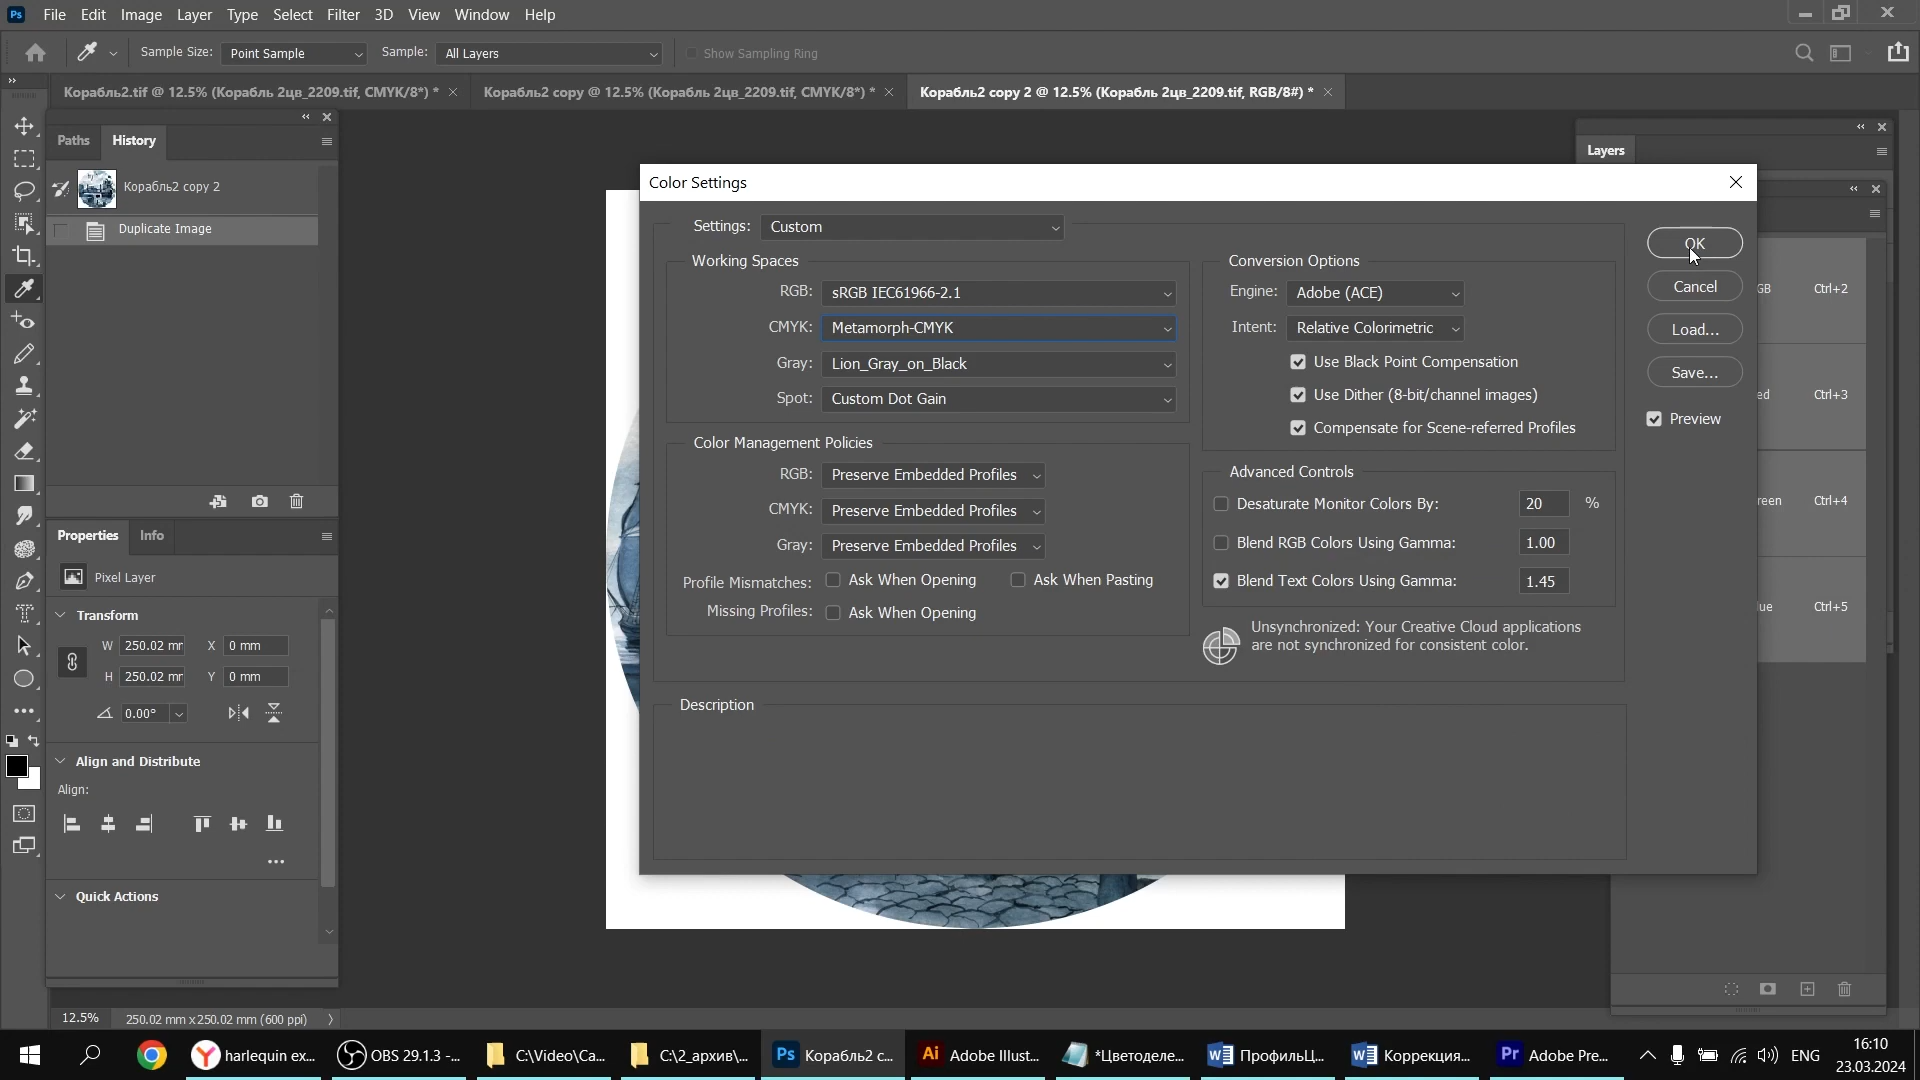 Ps File Edit Image Layer Type Select Filter 3D View Window Help
Sample Size: Point Sample Sample: All Layers Show Sampling Ring
Корабль2.tif @ 12.5% (Корабль 2цв_2209.tif, CMYK/8*) *
Корабль2 copy @ 12.5% (Корабль 2цв_2209.tif, CMYK/8*) *
Корабль2 copy 2 @ 12.5% (Корабль 2цв_2209.tif, RGB/8#) *
Paths History
Корабль2 copy 2
Duplicate Image
Properties Info
Pixel Layer
Transform
W 250.02 mm X 0 mm
H 250.02 mm Y 0 mm
0.00°
Align and Distribute
Align:
Quick Actions
12.5% 250.02 mm x 250.02 mm (600 ppi)
Layers
Color Settings
Settings: Custom
Working Spaces
RGB: sRGB IEC61966-2.1
CMYK: Metamorph-CMYK
Gray: Lion_Gray_on_Black
Spot: Custom Dot Gain
Color Management Policies
RGB: Preserve Embedded Profiles
CMYK: Preserve Embedded Profiles
Gray: Preserve Embedded Profiles
Profile Mismatches: Ask When Opening Ask When Pasting
Missing Profiles: Ask When Opening
Conversion Options
Engine: Adobe (ACE)
Intent: Relative Colorimetric
Use Black Point Compensation
Use Dither (8-bit/channel images)
Compensate for Scene-referred Profiles
Advanced Controls
Desaturate Monitor Colors By: 20 %
Blend RGB Colors Using Gamma: 1.00
Blend Text Colors Using Gamma: 1.45
Unsynchronized: Your Creative Cloud applications
are not synchronized for consistent color.
Description
OK
Cancel
Load...
Save...
Preview
GB Ctrl+2
ed Ctrl+3
reen Ctrl+4
lue Ctrl+5
harlequin ex...
OBS 29.1.3 -...
C:\Video\Ca...
C:\2_архив\...
Ps Корабль2 с...
Ai Adobe Illust...
*Цветоделе...
ПрофильЦ...
Коррекция...
Pr Adobe Pre...
ENG
16:10
23.03.2024